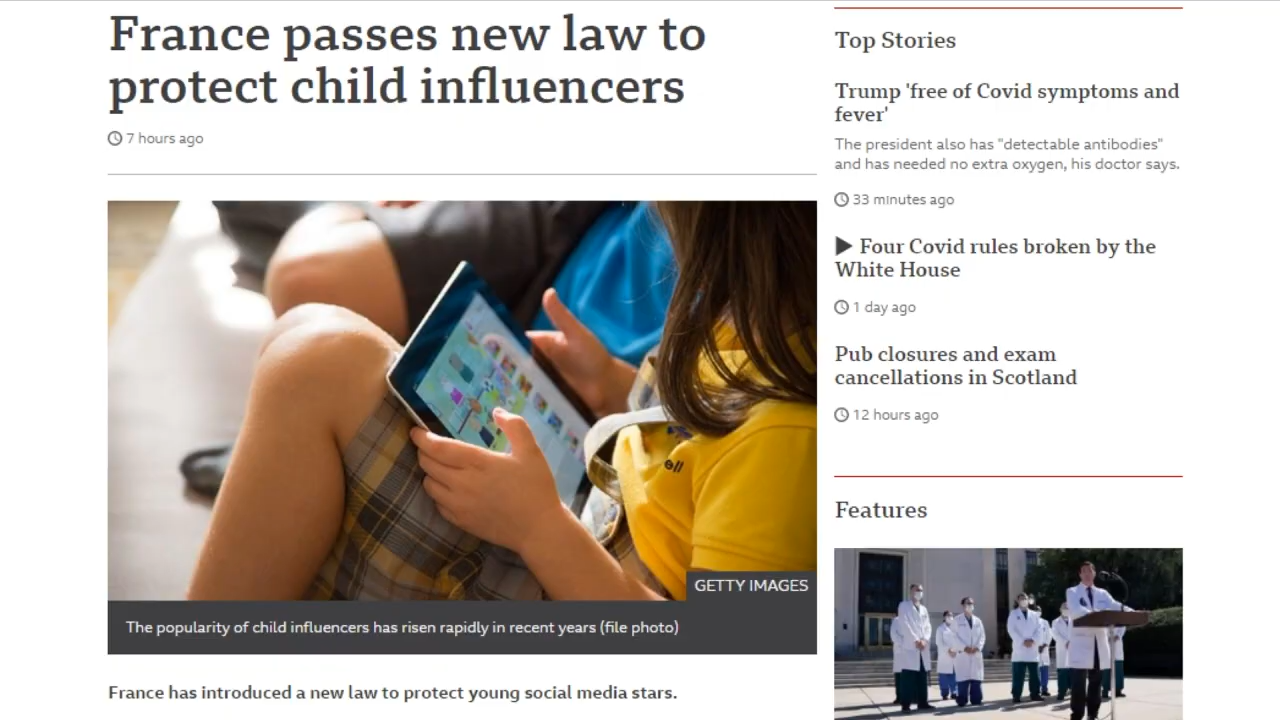 France passes new law to
protect child influencers
7 hours ago
GETTY IMAGES
The popularity of child influencers has risen rapidly in recent years (file photo)
France has introduced a new law to protect young social media stars.
Top Stories
Trump 'free of Covid symptoms and
fever'
The president also has "detectable antibodies"
and has needed no extra oxygen, his doctor says.
33 minutes ago
Four Covid rules broken by the
White House
1 day ago
Pub closures and exam
cancellations in Scotland
12 hours ago
Features